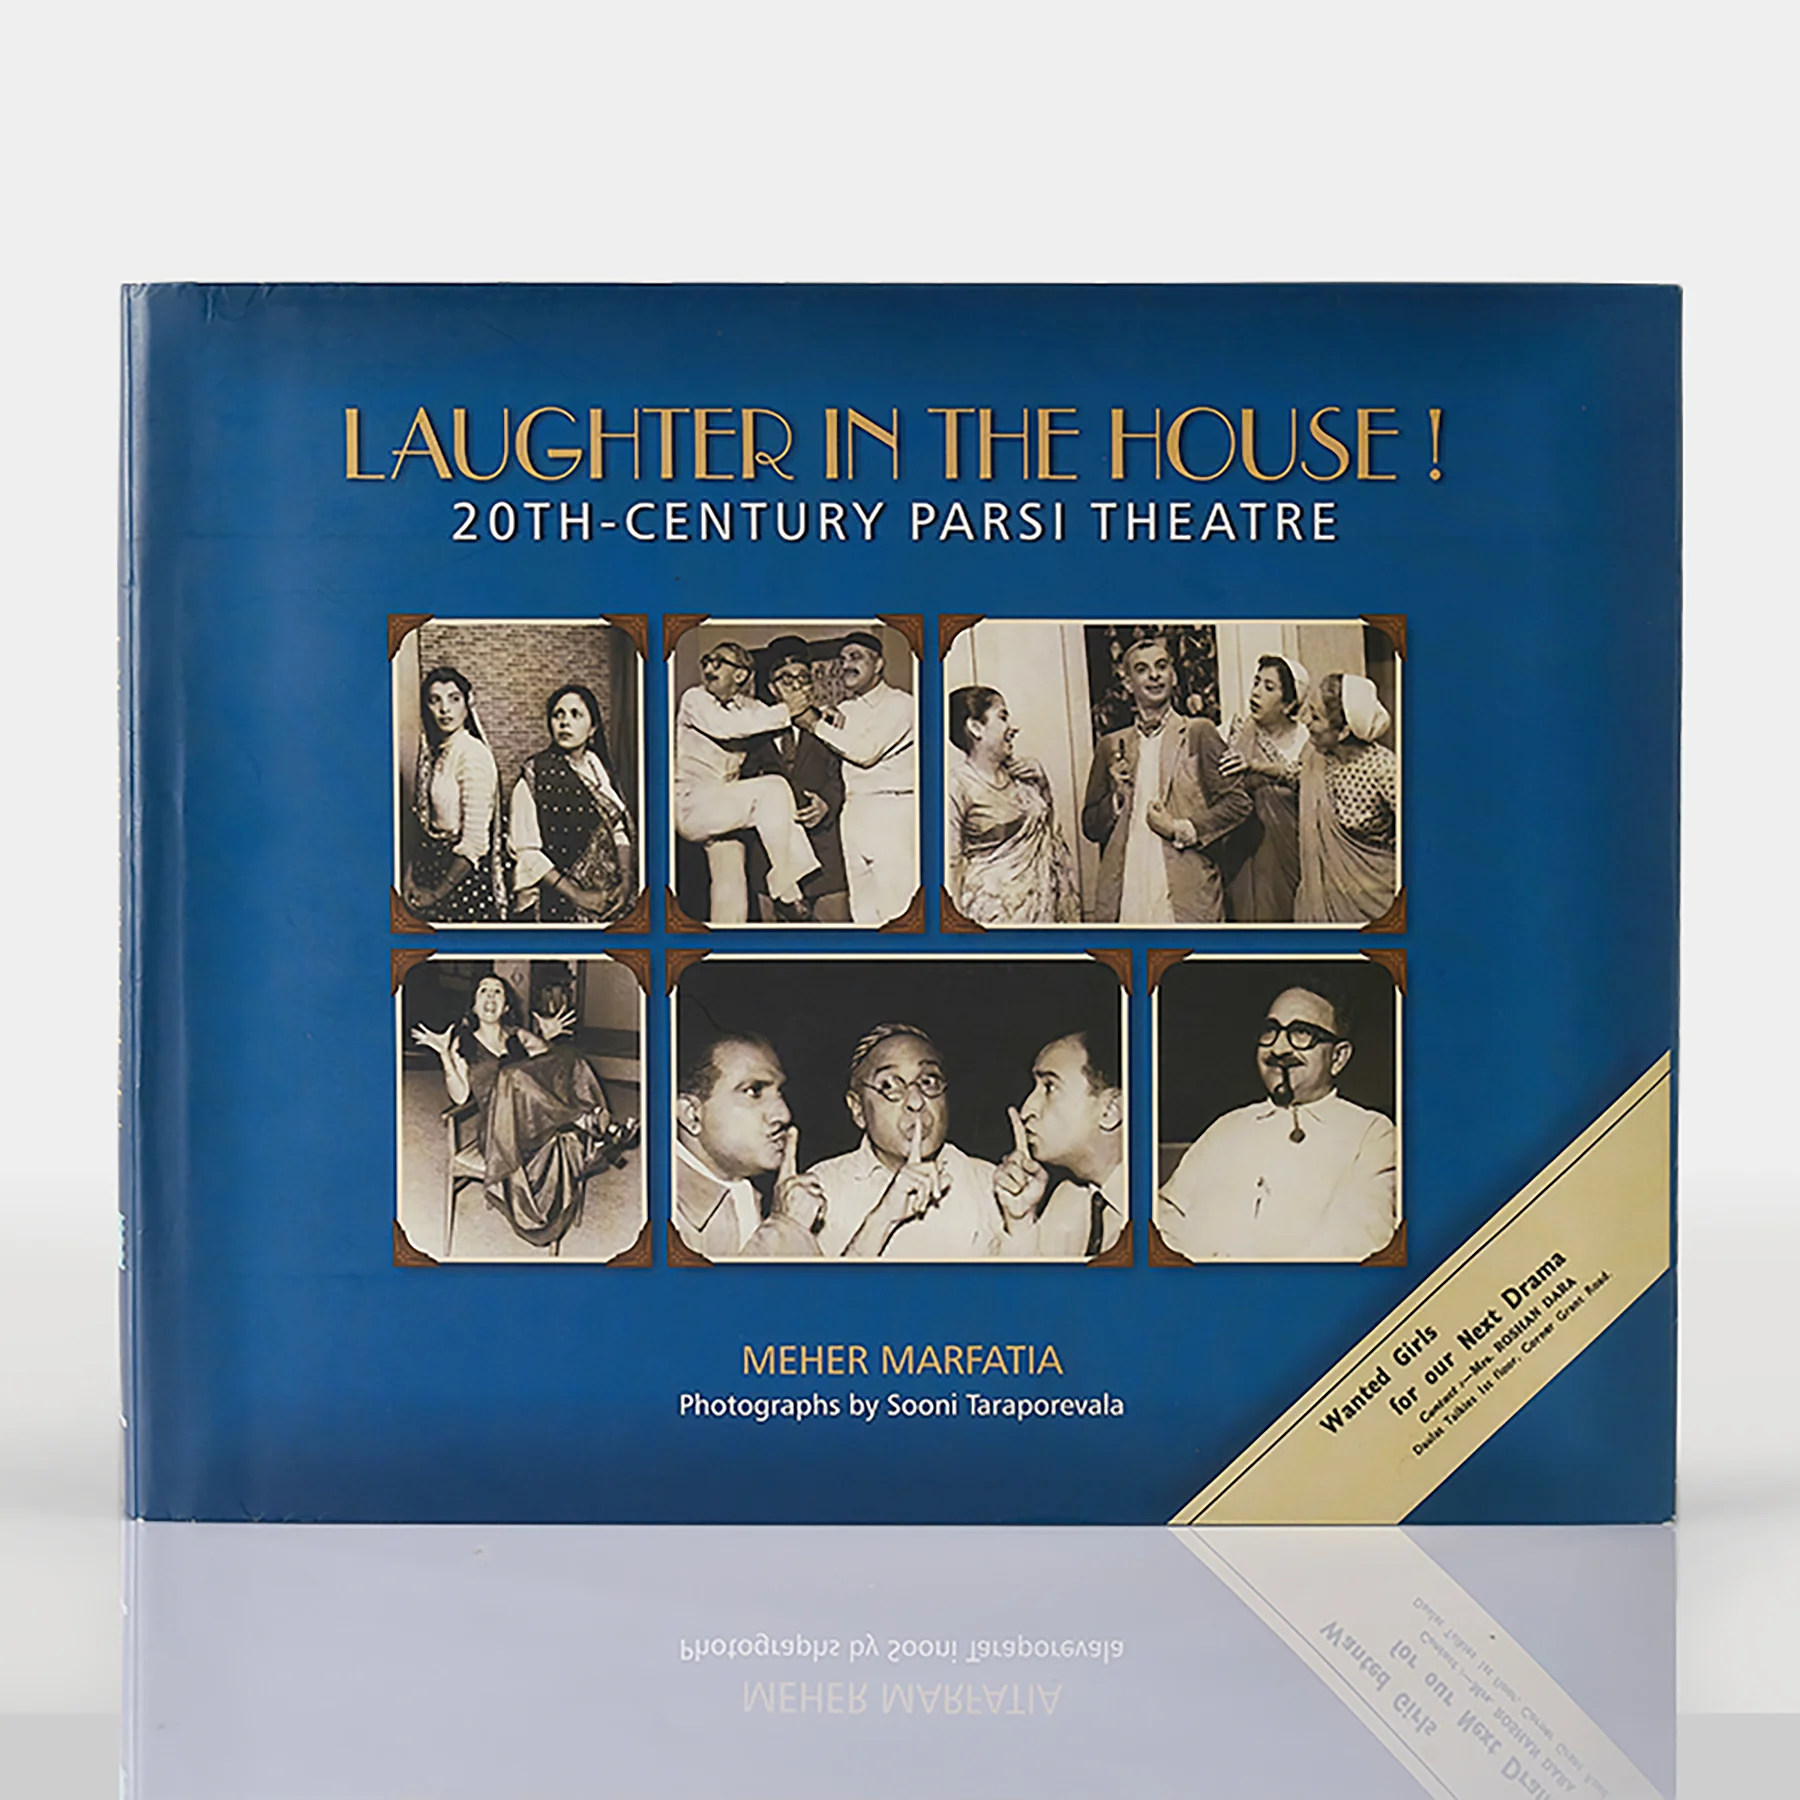 LAUGHTER IN THE HOUSE !
20TH-CENTURY PARSI THEATRE
MEHER MARFATIA
Photographs by Sooni Taraporevala
Wanted Girls
for our Next Drama
Contact :—Mrs. ROSHAN DARA
Daulat Talkies 1st floor, Corner Grant Road.